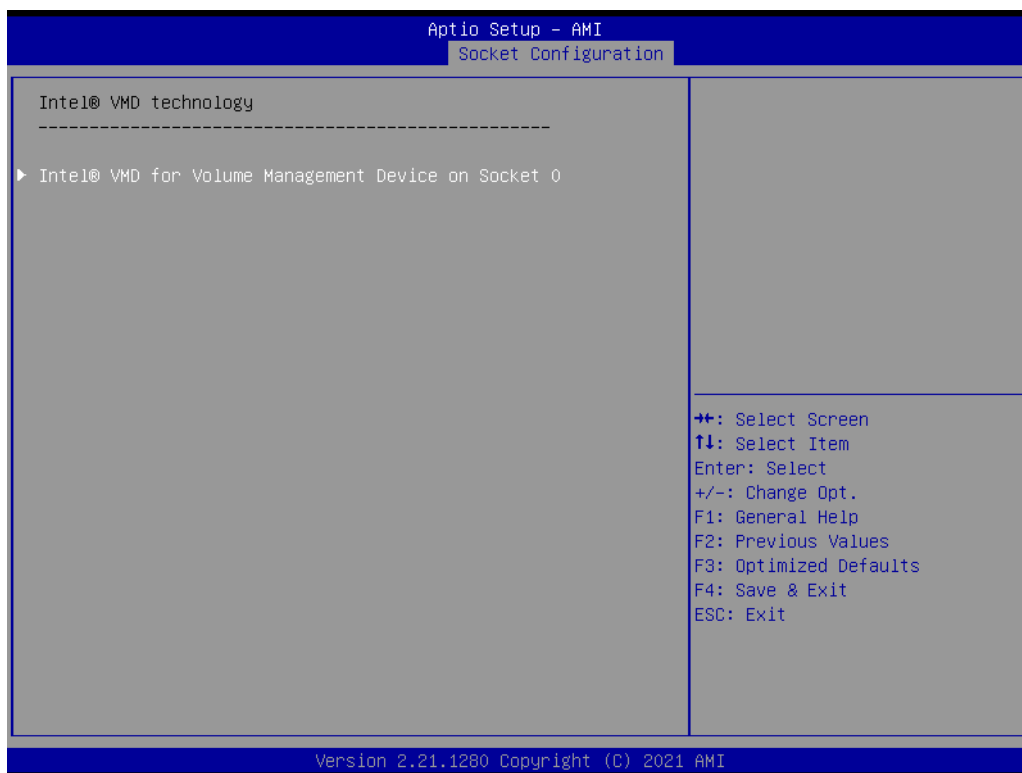 Aptio Setup – AMI
Socket Configuration
Intel® VMD technology
--------------------------------------------------
Intel® VMD for Volume Management Device on Socket 0
→←: Select Screen
↑↓: Select Item
Enter: Select
+/-: Change Opt.
F1: General Help
F2: Previous Values
F3: Optimized Defaults
F4: Save & Exit
ESC: Exit
Version 2.21.1280 Copyright (C) 2021 AMI